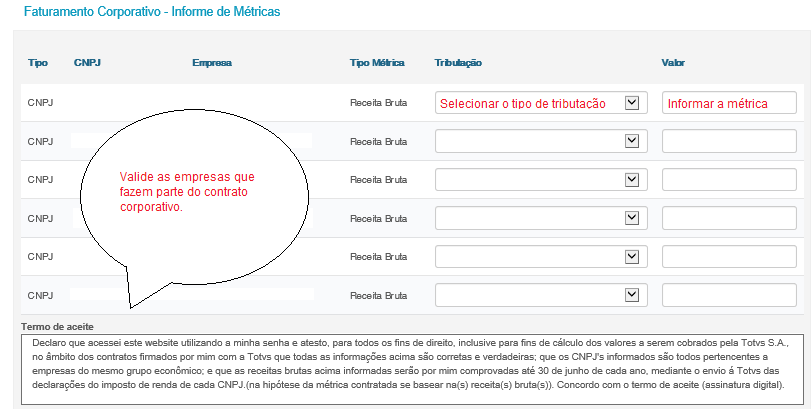 Faturamento Corporativo - Informe de Métricas
Tipo CNPJ Empresa Tipo Métrica Tributação Valor
CNPJ Receita Bruta Selecionar o tipo de tributacão Informar a métrica
CNPJ Receita Bruta
CNPJ Receita Bruta
CNPJ Receita Bruta
CNPJ Receita Bruta
CNPJ Receita Bruta
Valide as empresas que
fazem parte do contrato
corporativo.
Termo de aceite
Declaro que acessei este website utilizando a minha senha e atesto, para todos os fins de direito, inclusive para fins de cálculo dos valores a serem cobrados pela Totvs S.A.,
no âmbito dos contratos firmados por mim com a Totvs que todas as informações acima são corretas e verdadeiras; que os CNPJ's informados são todos pertencentes a
empresas do mesmo grupo econômico; e que as receitas brutas acima informadas serão por mim comprovadas até 30 de junho de cada ano, mediante o envio á Totvs das
declarações do imposto de renda de cada CNPJ.(na hipótese da métrica contratada se basear na(s) receita(s) bruta(s)). Concordo com o termo de aceite (assinatura digital).